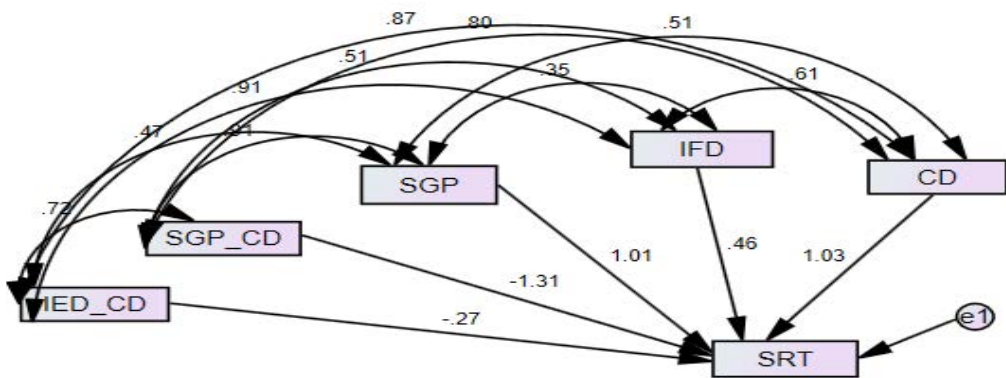 .87
.80
.51
.51
.35
.61
.91
.47
IFD
SGP
CD
.72
SGP_CD
1.01
.46
1.03
-1.31
IED_CD
-.27
e1
SRT